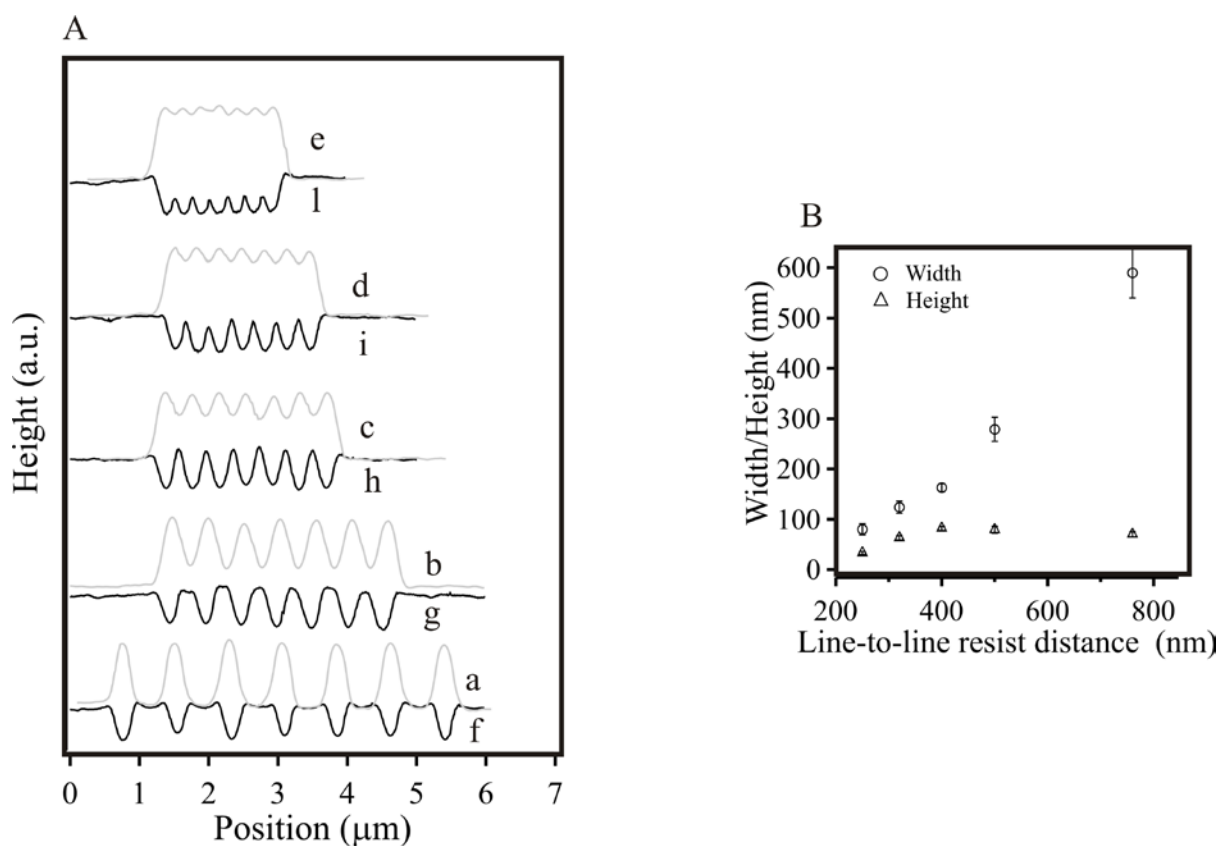 A
Height (a.u.)
e
l
d
i
c
h
b
g
a
f
0 1 2 3 4 5 6 7
Position (μm)
B
Width/Height (nm)
600
500
400
300
200
100
0
Width
Height
200 400 600 800
Line-to-line resist distance (nm)